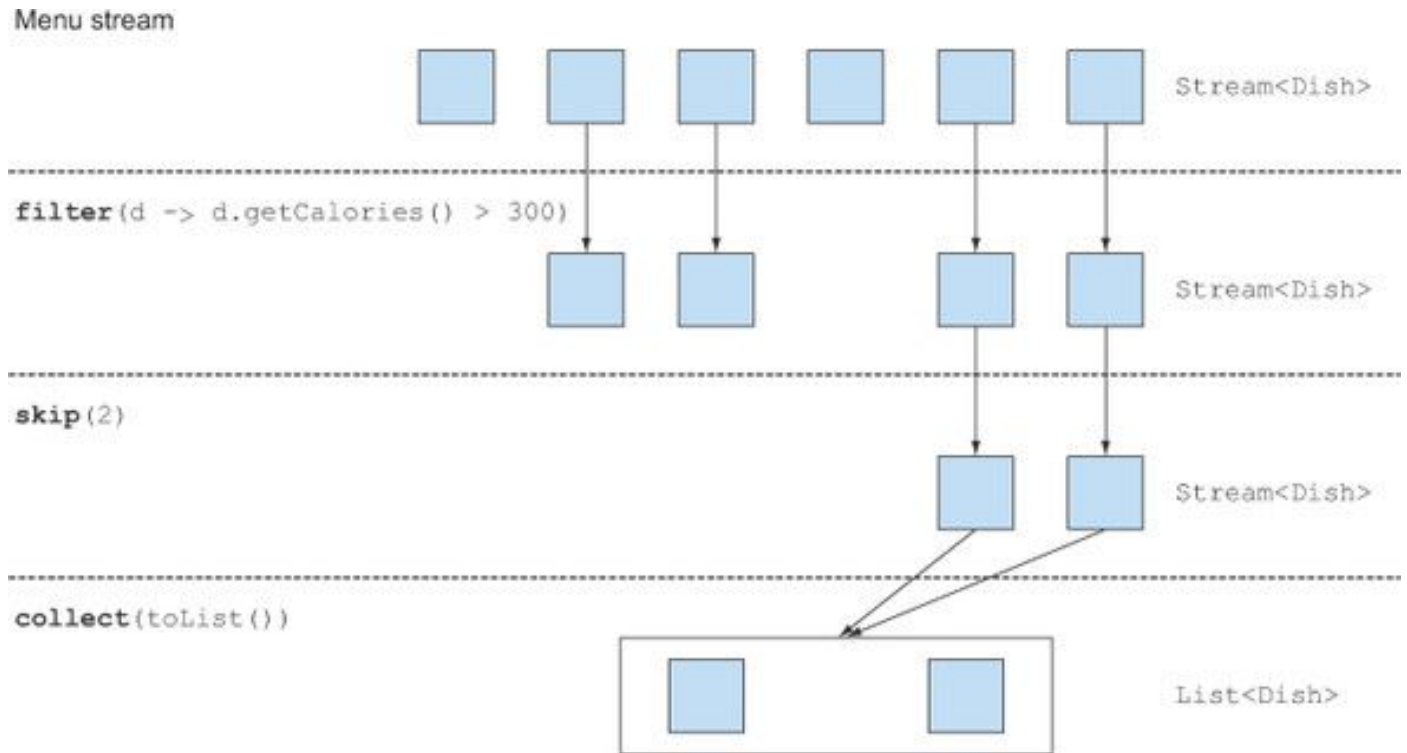 Menu stream
Stream<Dish>
filter(d -> d.getCalories() > 300)
Stream<Dish>
skip(2)
Stream<Dish>
collect(toList())
List<Dish>